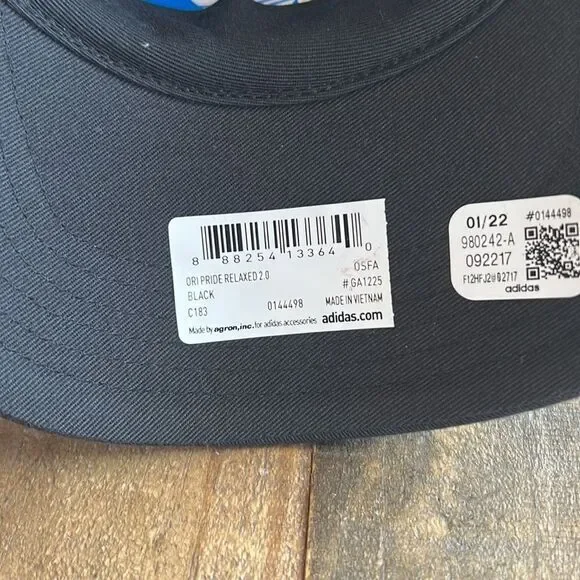 8 88254 13364 0
ORI PRIDE RELAXED 2.0 05FA
BLACK # GA1225
C183 0144498 MADE IN VIETNAM
Made by agron, inc. for adidas accessories adidas.com
01/22 #0144498
980242-A
092217
F12HFJ2@02717
adidas